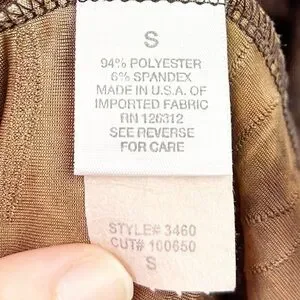 S
94% POLYESTER
6% SPANDEX
MADE IN U.S.A. OF
IMPORTED FABRIC
RN 126312
SEE REVERSE
FOR CARE
STYLE# 3460
CUT# 100650
S